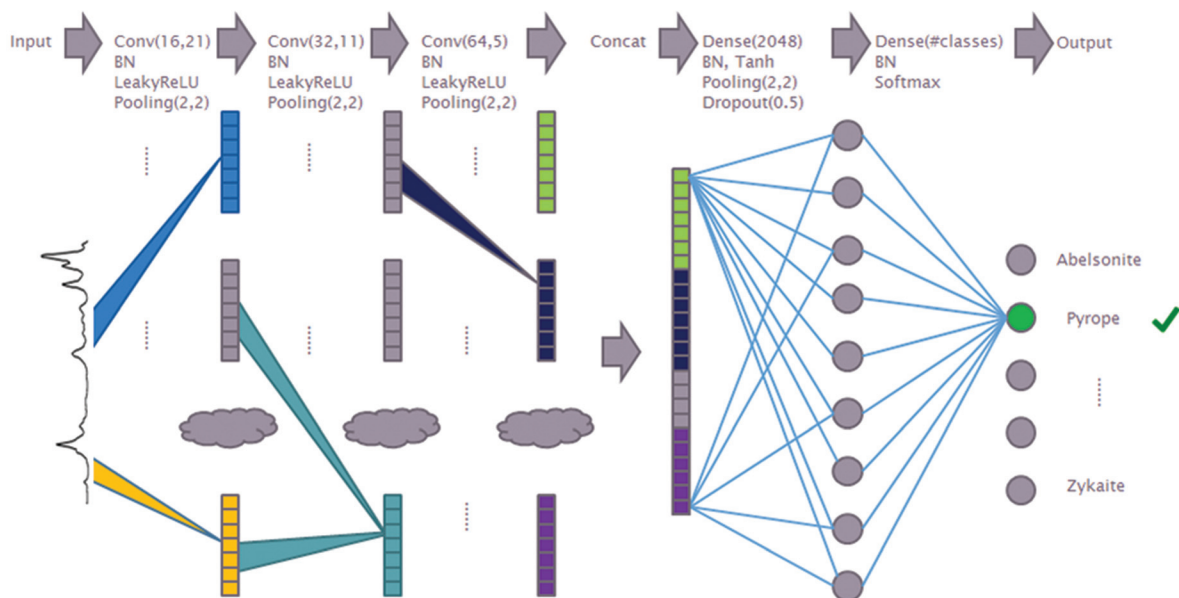 Input
Conv(16,21)
BN
LeakyReLU
Pooling(2,2)
Conv(32,11)
BN
LeakyReLU
Pooling(2,2)
Conv(64,5)
BN
LeakyReLU
Pooling(2,2)
Concat
Dense(2048)
BN, Tanh
Pooling(2,2)
Dropout(0.5)
Dense(#classes)
BN
Softmax
Output
Abelsonite
Pyrope
Zykaite